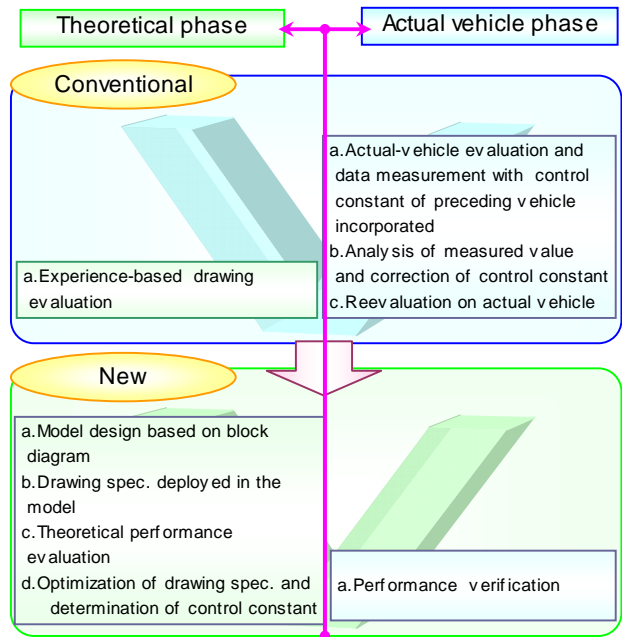 Theoretical phase
Actual vehicle phase
Conventional
a.Experience-based drawing
evaluation
a.Actual-vehicle evaluation and
data measurement with control
constant of preceding vehicle
incorporated
b.Analysis of measured value
and correction of control constant
c.Reevaluation on actual vehicle
New
a.Model design based on block
diagram
b.Drawing spec. deployed in the
model
c.Theoretical performance
evaluation
d.Optimization of drawing spec. and
determination of control constant
a.Performance verification